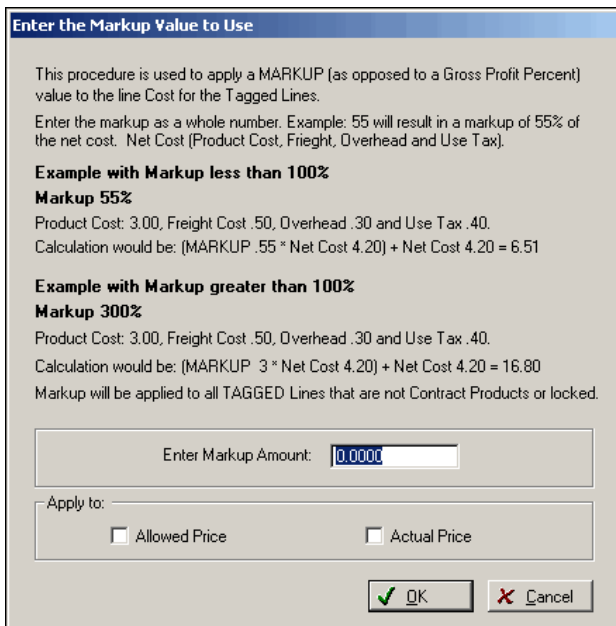 Enter the Markup Value to Use
This procedure is used to apply a MARKUP (as opposed to a Gross Profit Percent)
value to the line Cost for the Tagged Lines.
Enter the markup as a whole number. Example: 55 will result in a markup of 55% of
the net cost.  Net Cost (Product Cost, Frieght, Overhead and Use Tax).
Example with Markup less than 100%
Markup 55%
Product Cost: 3.00, Freight Cost .50, Overhead .30 and Use Tax .40.
Calculation would be: (MARKUP .55 * Net Cost 4.20) + Net Cost 4.20 = 6.51
Example with Markup greater than 100%
Markup 300%
Product Cost: 3.00, Freight Cost .50, Overhead .30 and Use Tax .40.
Calculation would be: (MARKUP  3 * Net Cost 4.20) + Net Cost 4.20 = 16.80
Markup will be applied to all TAGGED Lines that are not Contract Products or locked.
Enter Markup Amount: 0.0000
Apply to:
Allowed Price Actual Price
OK Cancel